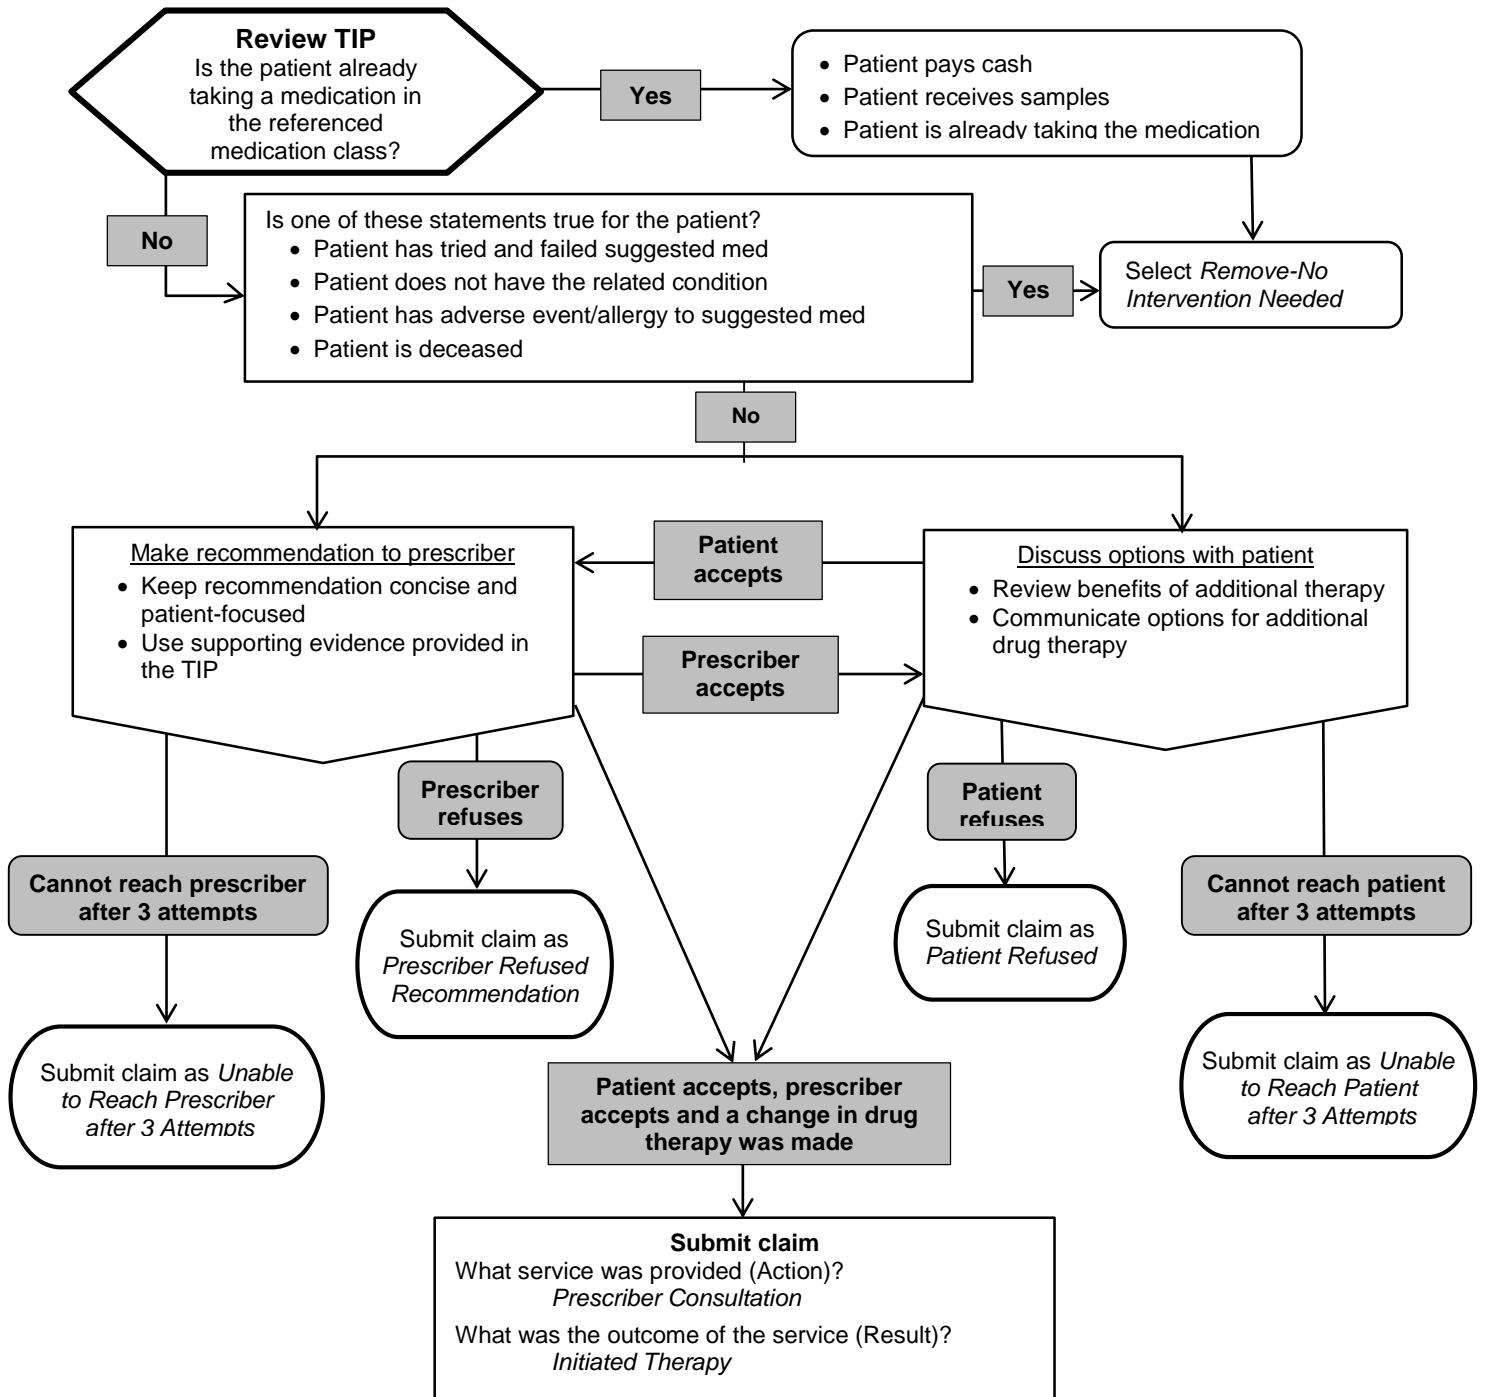 Review TIP
Is the patient already
taking a medication in
the referenced
medication class?
Yes
• Patient pays cash
• Patient receives samples
• Patient is already taking the medication
No
Is one of these statements true for the patient?
• Patient has tried and failed suggested med
• Patient does not have the related condition
• Patient has adverse event/allergy to suggested med
• Patient is deceased
Yes
Select Remove-No
Intervention Needed
No
Make recommendation to prescriber
• Keep recommendation concise and
patient-focused
• Use supporting evidence provided in
the TIP
Patient
accepts
Prescriber
accepts
Discuss options with patient
• Review benefits of additional therapy
• Communicate options for additional
drug therapy
Prescriber
refuses
Patient
refuses
Cannot reach prescriber
after 3 attempts
Cannot reach patient
after 3 attempts
Submit claim as
Prescriber Refused
Recommendation
Submit claim as
Patient Refused
Submit claim as Unable
to Reach Prescriber
after 3 Attempts
Submit claim as Unable
to Reach Patient
after 3 Attempts
Patient accepts, prescriber
accepts and a change in drug
therapy was made
Submit claim
What service was provided (Action)?
Prescriber Consultation
What was the outcome of the service (Result)?
Initiated Therapy